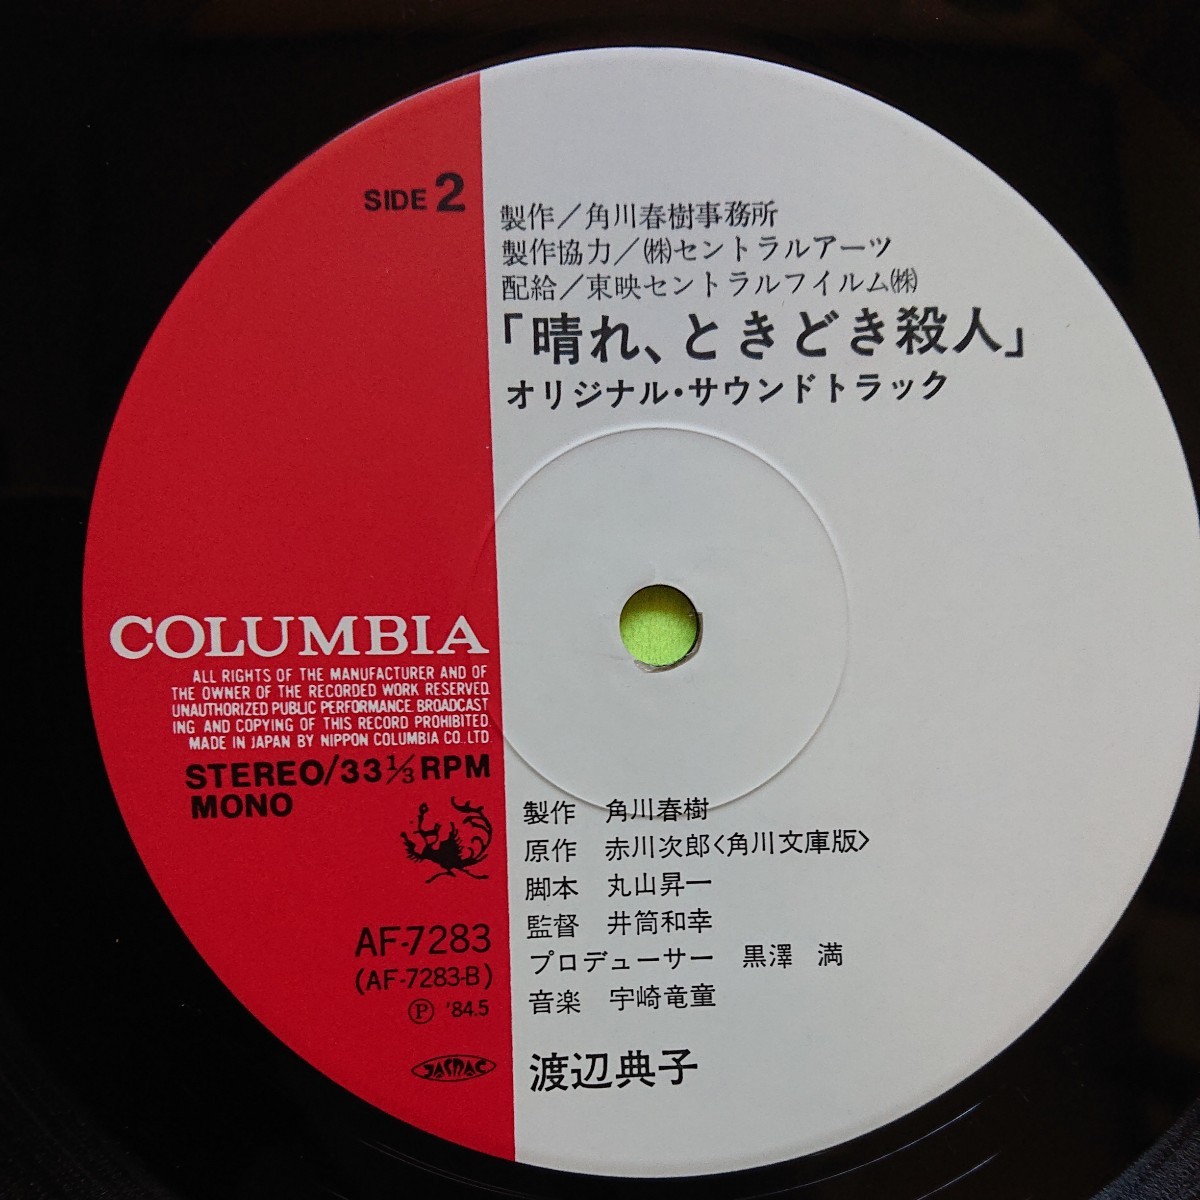 SIDE 2
製作/角川春樹事務所
製作協力/㈱セントラルアーツ
配給/東映セントラルフイルム㈱
「晴れ、ときどき殺人」
オリジナル・サウンドトラック
COLUMBIA
ALL RIGHTS OF THE MANUFACTURER AND OF
THE OWNER OF THE RECORDED WORK RESERVED.
UNAUTHORIZED PUBLIC PERFORMANCE. BROADCAST
ING AND COPYING OF THIS RECORD PROHIBITED.
MADE IN JAPAN BY NIPPON COLUMBIA CO., LTD.
STEREO/33 1/3 RPM
MONO
AF-7283
(AF-7283-B)
Ⓟ '84.5
JASRAC
製作 角川春樹
原作 赤川次郎<角川文庫版>
脚本 丸山昇一
監督 井筒和幸
プロデューサー 黒澤 満
音楽 宇崎竜童
渡辺典子